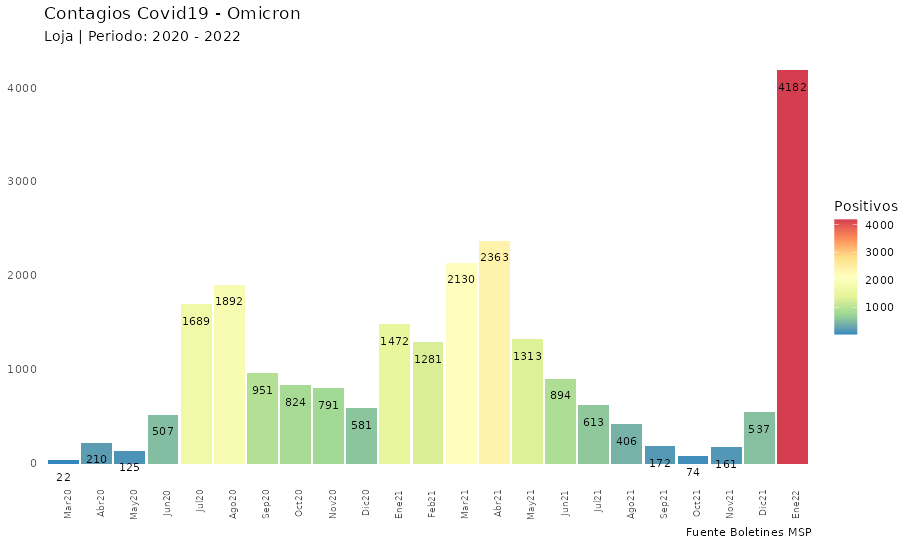 Contagios Covid19 - Omicron
Loja | Periodo: 2020 - 2022
4000
3000
2000
1000
0
22
210
125
507
1689
1892
951
824
791
581
1472
1281
2130
2363
1313
894
613
406
172
74
161
537
4182
Mar20
Abr20
May20
Jun20
Jul20
Ago20
Sep20
Oct20
Nov20
Dic20
Ene21
Feb21
Mar21
Abr21
May21
Jun21
Jul21
Ago21
Sep21
Oct21
Nov21
Dic21
Ene22
Positivos
4000
3000
2000
1000
Fuente Boletines MSP